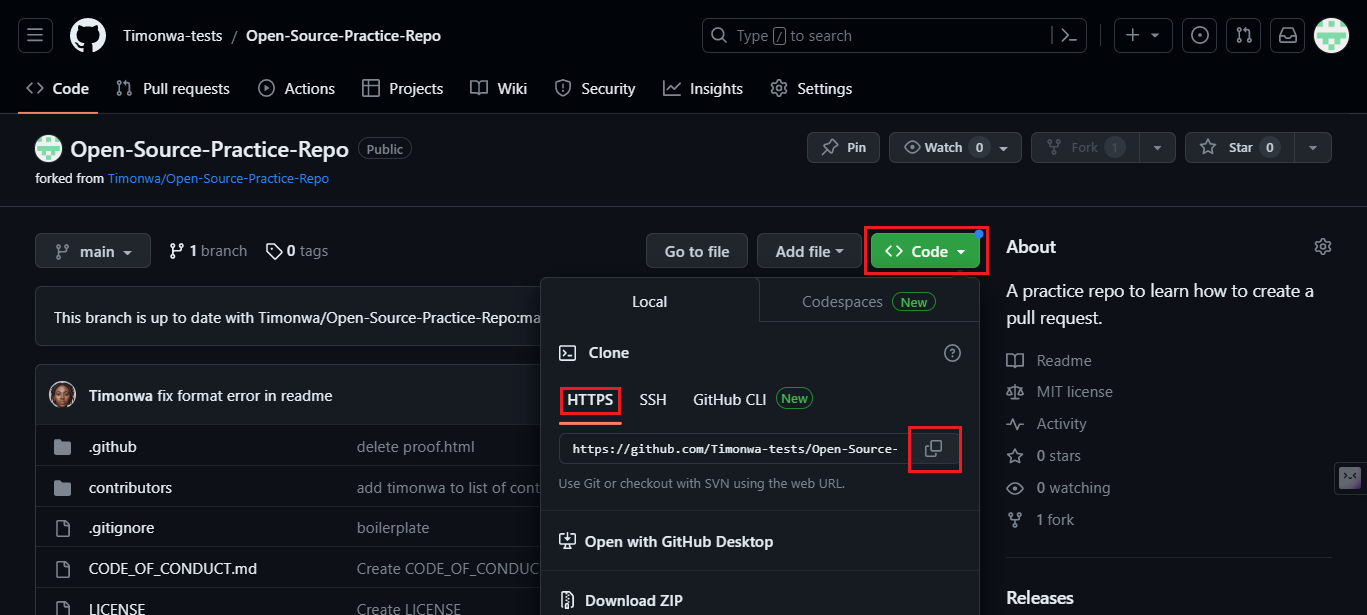 Timonwa-tests / Open-Source-Practice-Repo
Type / to search
Code Pull requests Actions Projects Wiki Security Insights Settings
Open-Source-Practice-Repo Public
Pin Watch 0 Fork 1 Star 0
forked from Timonwa/Open-Source-Practice-Repo
main 1 branch 0 tags Go to file Add file Code
This branch is up to date with Timonwa/Open-Source-Practice-Repo:ma
Timonwa fix format error in readme
.github delete proof.html
contributors add timonwa to list of cont
.gitignore boilerplate
CODE_OF_CONDUCT.md Create CODE_OF_CONDUC
LICENSE Create LICENSE
Local Codespaces New
Clone
HTTPS SSH GitHub CLI New
https://github.com/Timonwa-tests/Open-Source-
Use Git or checkout with SVN using the web URL.
Open with GitHub Desktop
Download ZIP
About
A practice repo to learn how to create a
pull request.
Readme
MIT license
Activity
0 stars
0 watching
1 fork
Releases